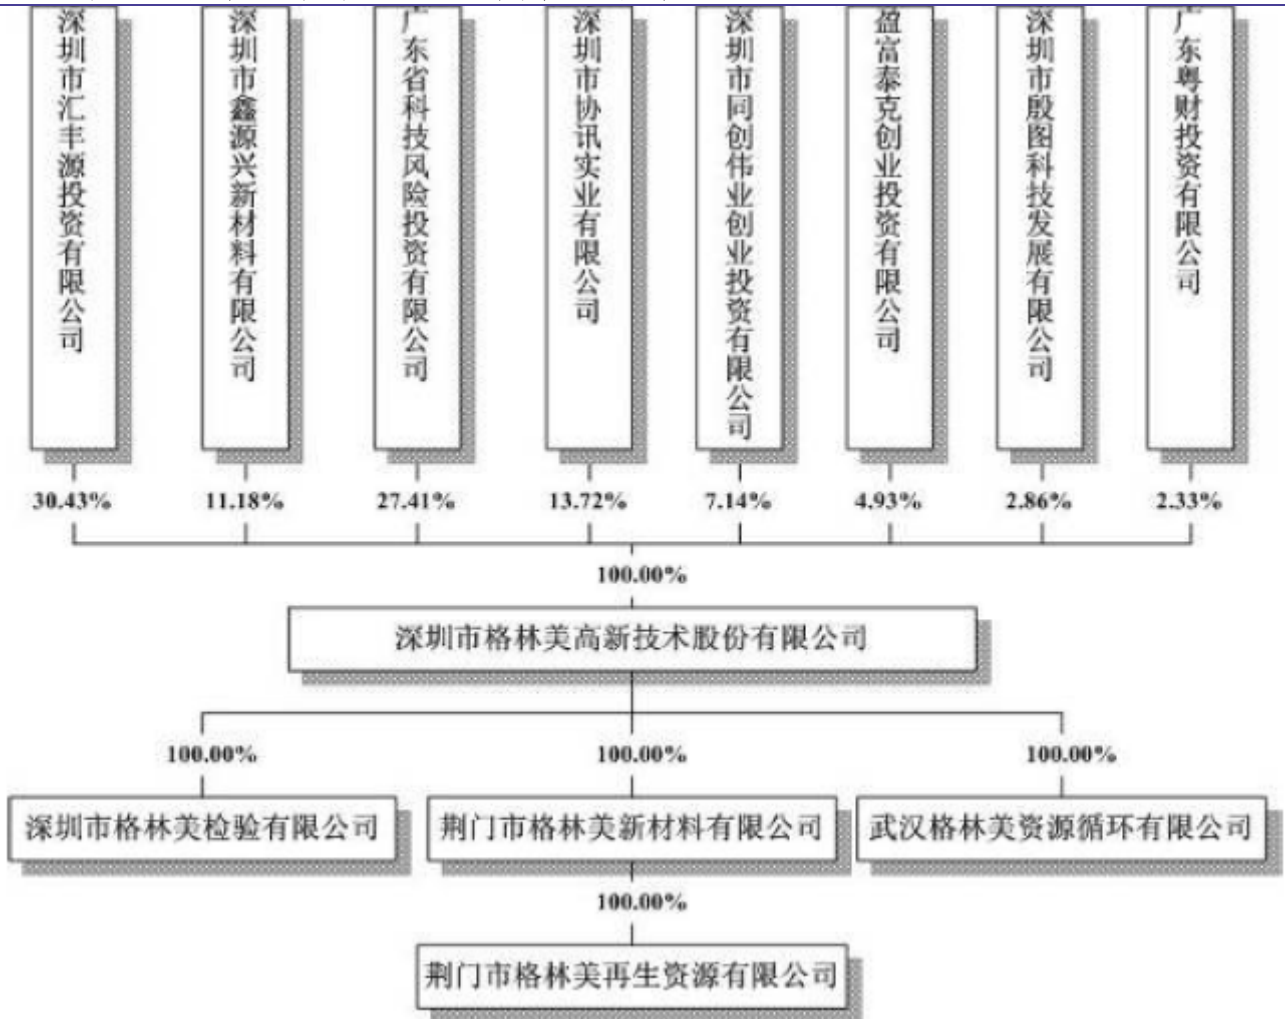 深圳市汇丰源投资有限公司
深圳市鑫源兴新材料有限公司
广东省科技风险投资有限公司
深圳市协讯实业有限公司
深圳市同创伟业创业投资有限公司
盈富泰克创业投资有限公司
深圳市殷图科技发展有限公司
广东粤财投资有限公司
30.43% 11.18% 27.41% 13.72% 7.14% 4.93% 2.86% 2.33%
100.00%
深圳市格林美高新技术股份有限公司
100.00% 100.00% 100.00%
深圳市格林美检验有限公司 荆门市格林美新材料有限公司 武汉格林美资源循环有限公司
100.00%
荆门市格林美再生资源有限公司